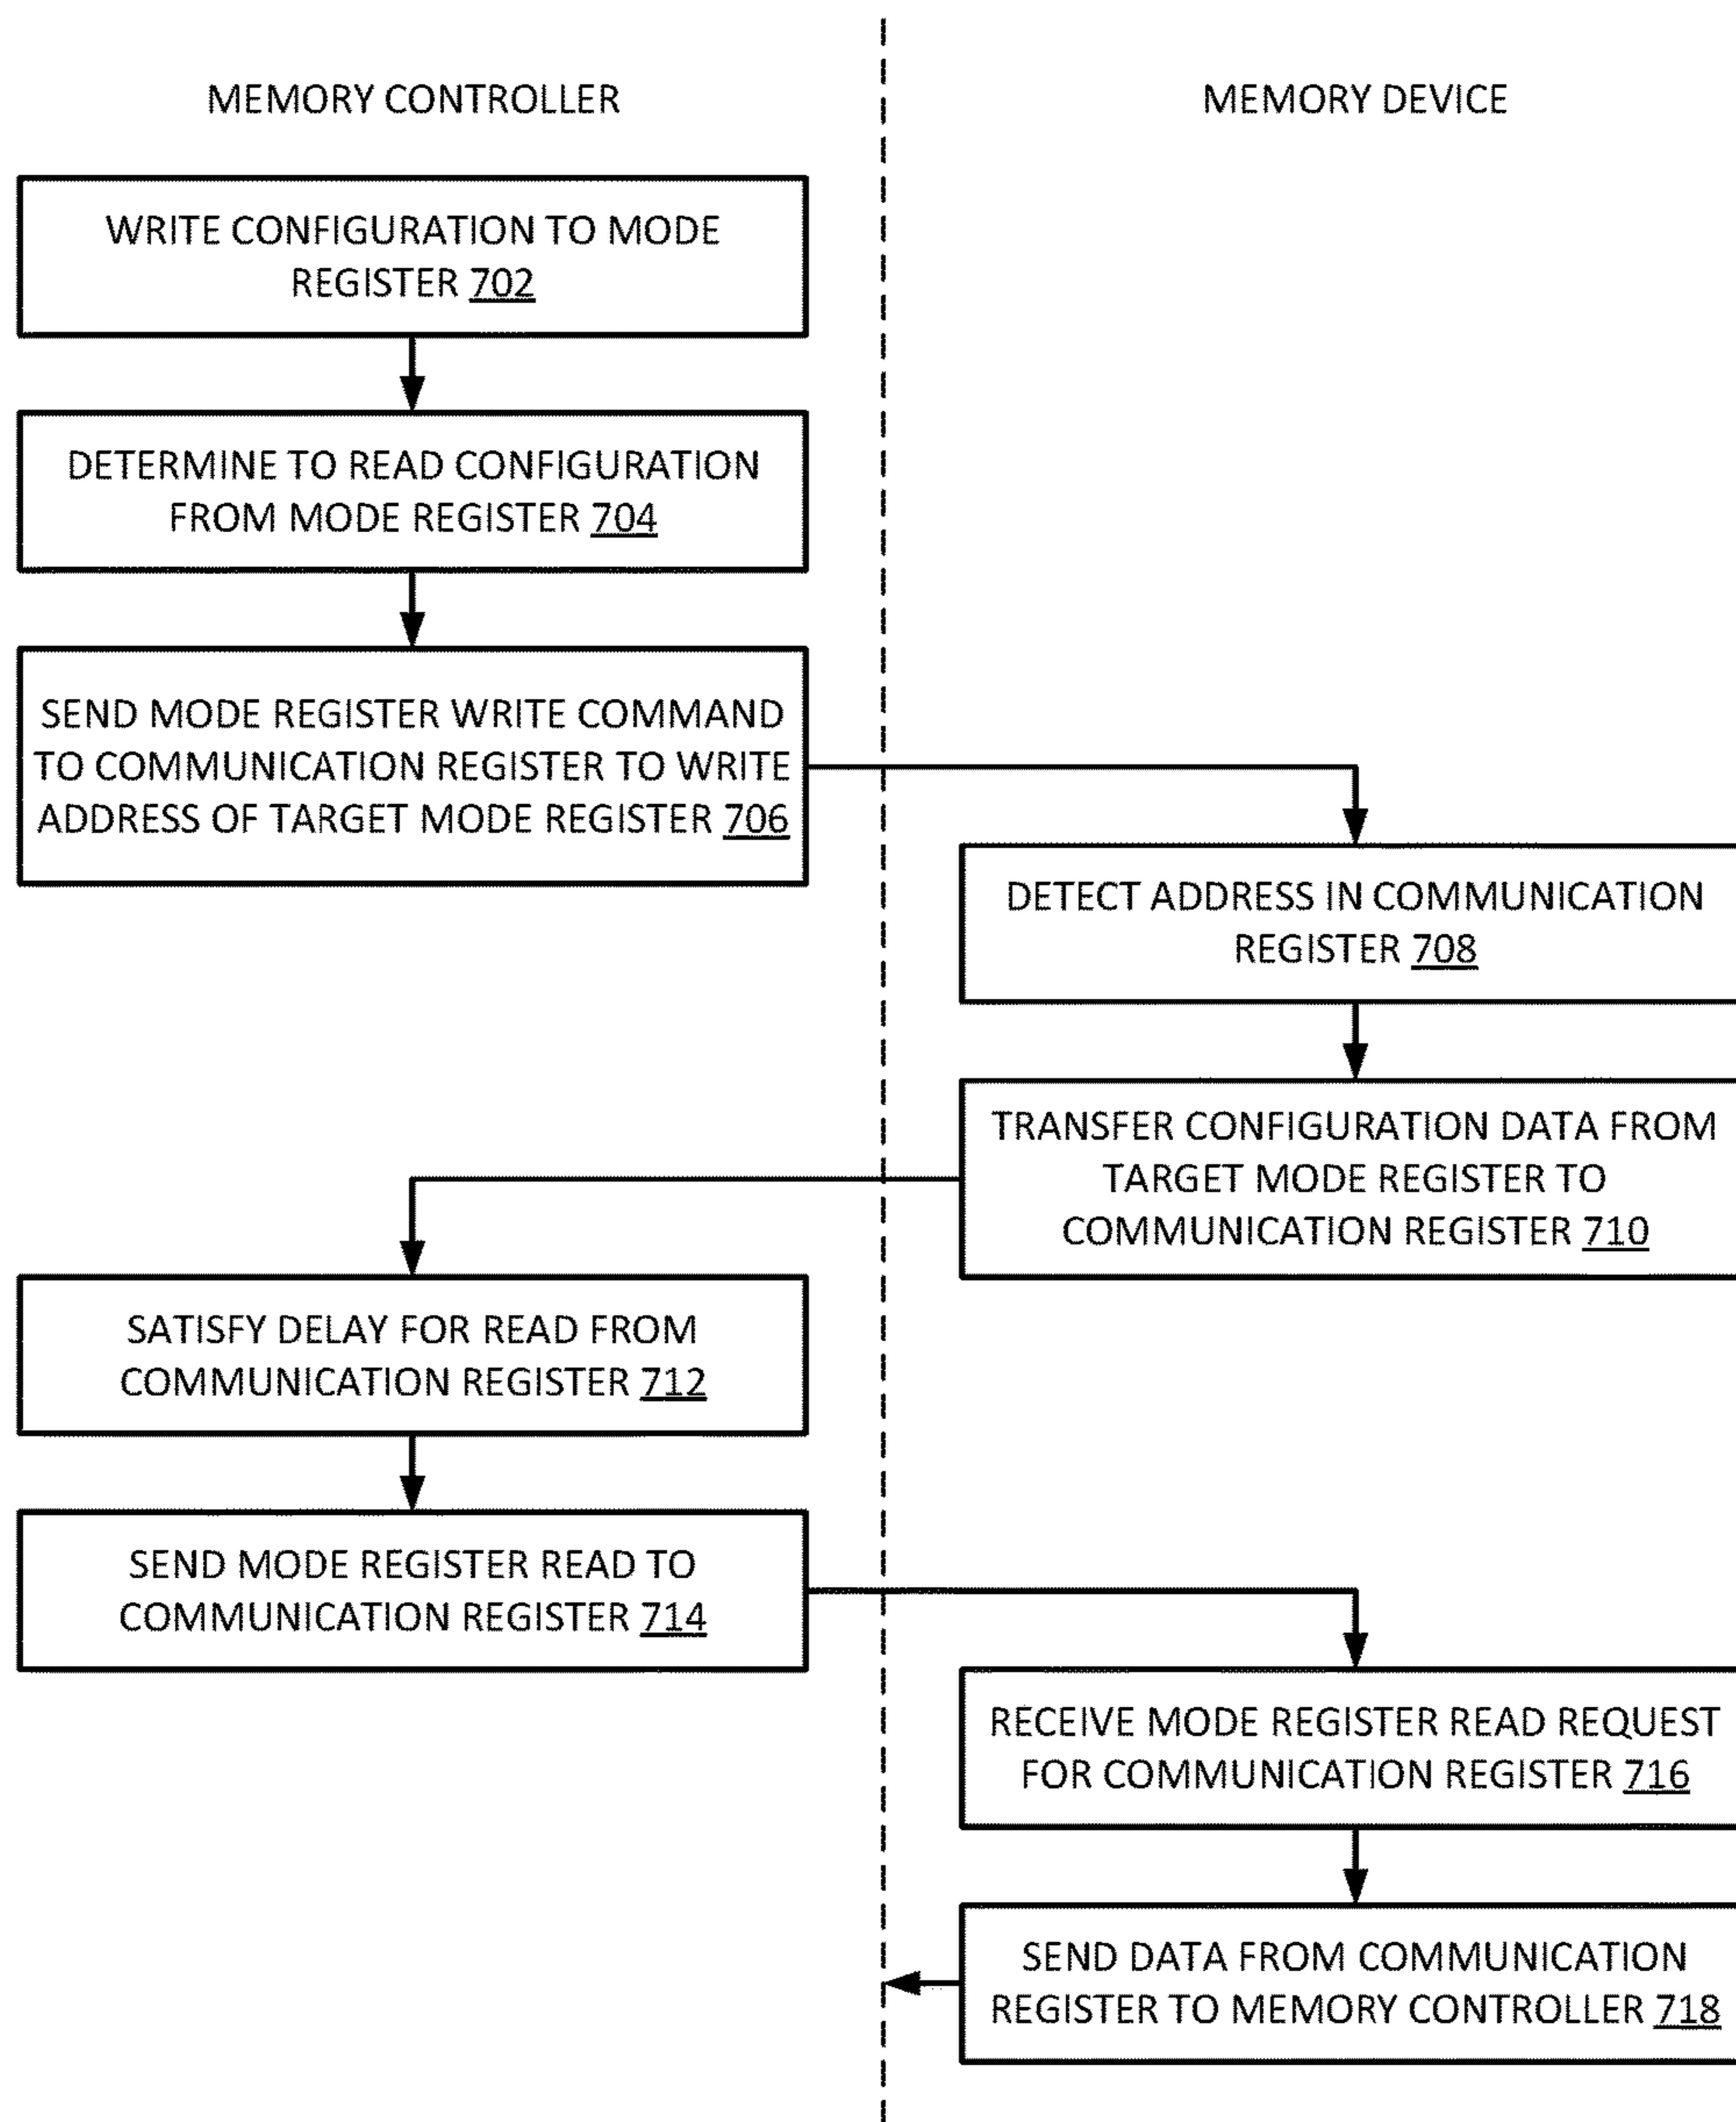 MEMORY CONTROLLER
MEMORY DEVICE
WRITE CONFIGURATION TO MODE
REGISTER 702
DETERMINE TO READ CONFIGURATION
FROM MODE REGISTER 704
SEND MODE REGISTER WRITE COMMAND
TO COMMUNICATION REGISTER TO WRITE
ADDRESS OF TARGET MODE REGISTER 706
DETECT ADDRESS IN COMMUNICATION
REGISTER 708
TRANSFER CONFIGURATION DATA FROM
TARGET MODE REGISTER TO
COMMUNICATION REGISTER 710
SATISFY DELAY FOR READ FROM
COMMUNICATION REGISTER 712
SEND MODE REGISTER READ TO
COMMUNICATION REGISTER 714
RECEIVE MODE REGISTER READ REQUEST
FOR COMMUNICATION REGISTER 716
SEND DATA FROM COMMUNICATION
REGISTER TO MEMORY CONTROLLER 718